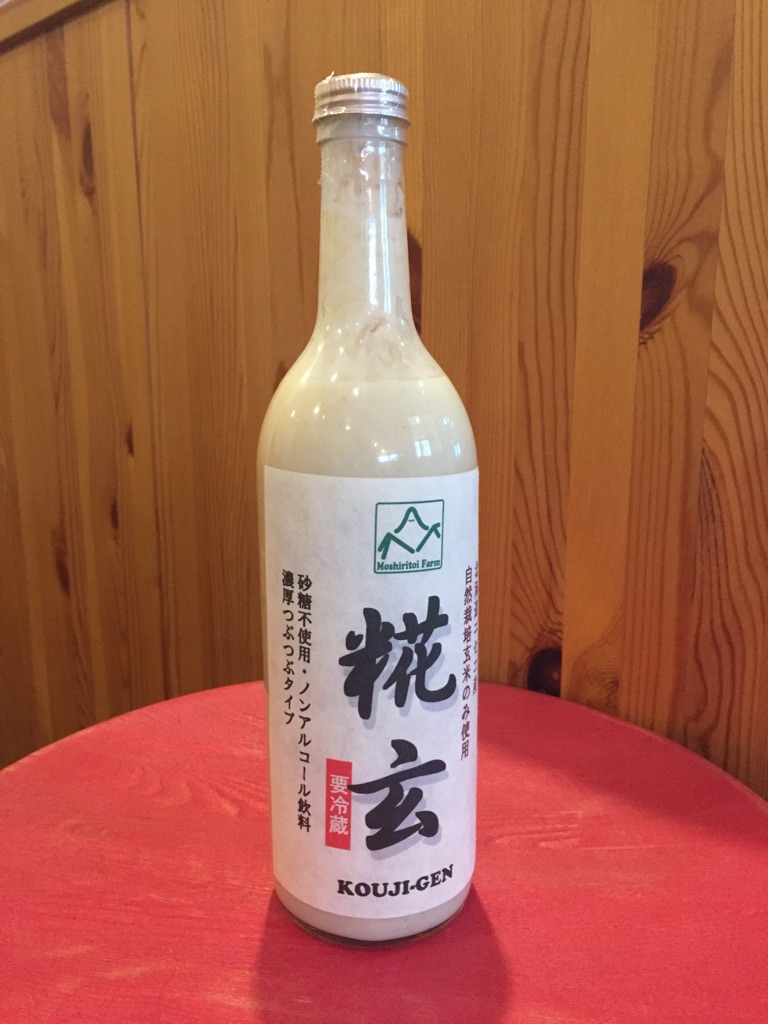 Moshiritoi Farm
自然栽培玄米のみ使用
糀玄
砂糖不使用・ノンアルコール飲料
濃厚つぶつぶタイプ
要冷蔵
KOUJI-GEN